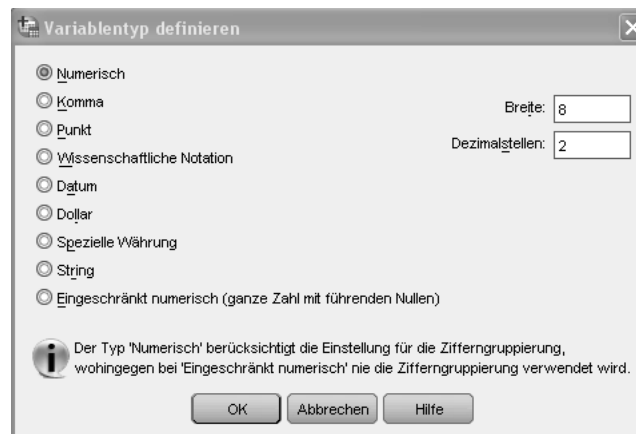 Variablentyp definieren
Numerisch
Komma
Punkt
Wissenschaftliche Notation
Datum
Dollar
Spezielle Währung
String
Eingeschränkt numerisch (ganze Zahl mit führenden Nullen)
Breite: 8
Dezimalstellen: 2
Der Typ 'Numerisch' berücksichtigt die Einstellung für die Zifferngruppierung,
wohingegen bei 'Eingeschränkt numerisch' nie die Zifferngruppierung verwendet wird.
OK Abbrechen Hilfe